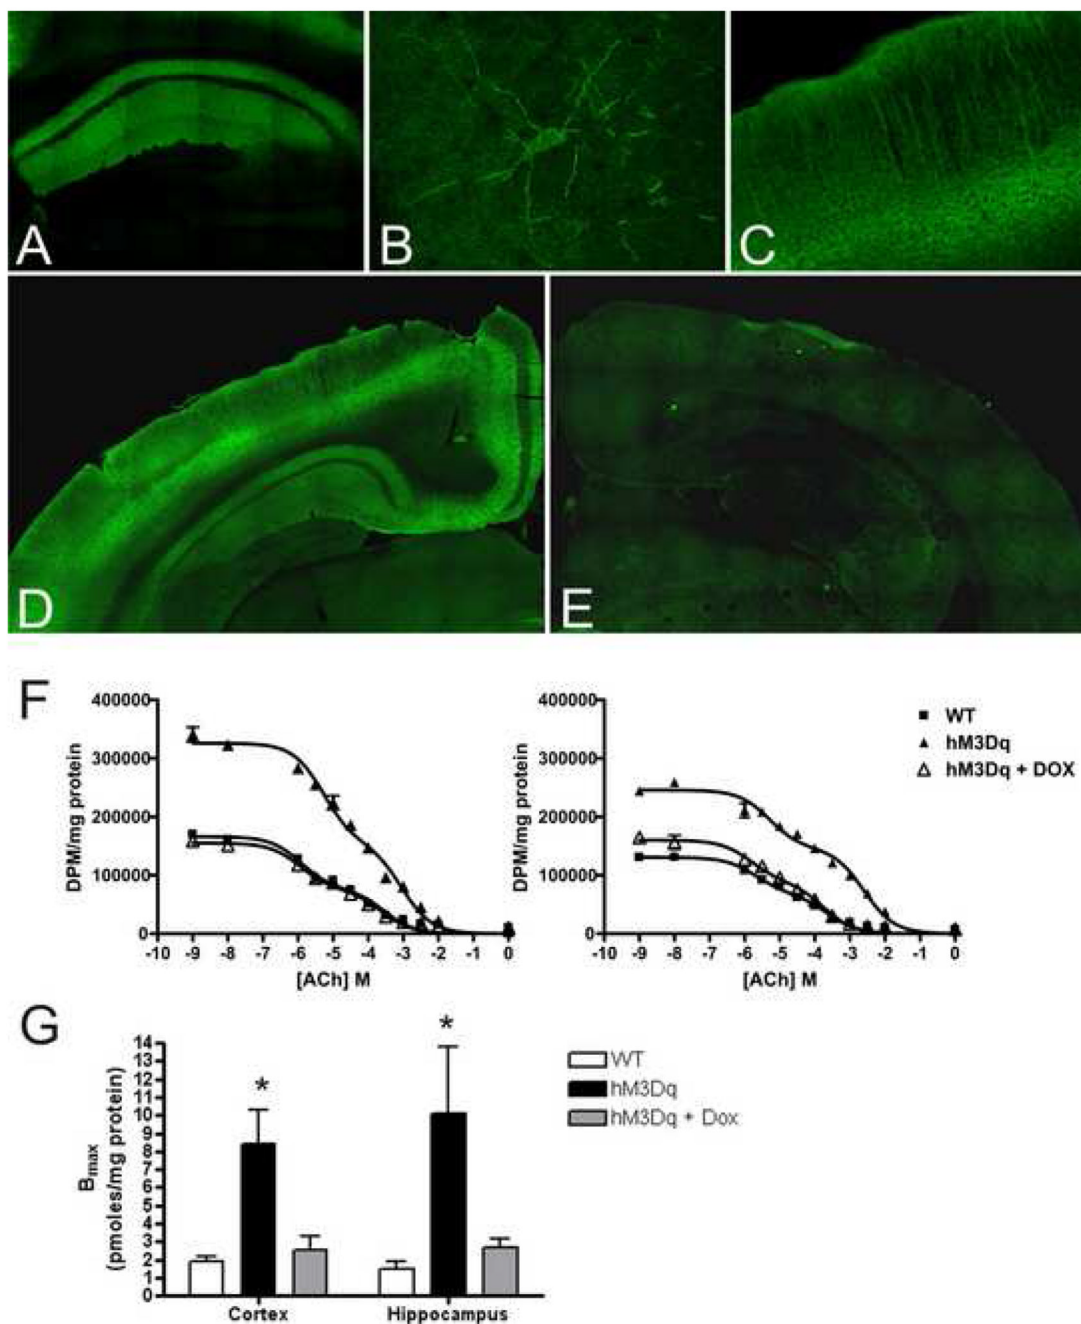 A
B
C
D
E
F
400000
300000
200000
100000
0
DPM/mg protein
-10 -9 -8 -7 -6 -5 -4 -3 -2 -1 0
[ACh] M
400000
300000
200000
100000
0
DPM/mg protein
-10 -9 -8 -7 -6 -5 -4 -3 -2 -1 0
[ACh] M
WT
hM3Dq
hM3Dq + DOX
G
14
13
12
11
10
9
8
7
6
5
4
3
2
1
0
Bmax
(pmoles/mg protein)
*
*
Cortex
Hippocampus
WT
hM3Dq
hM3Dq + Dox